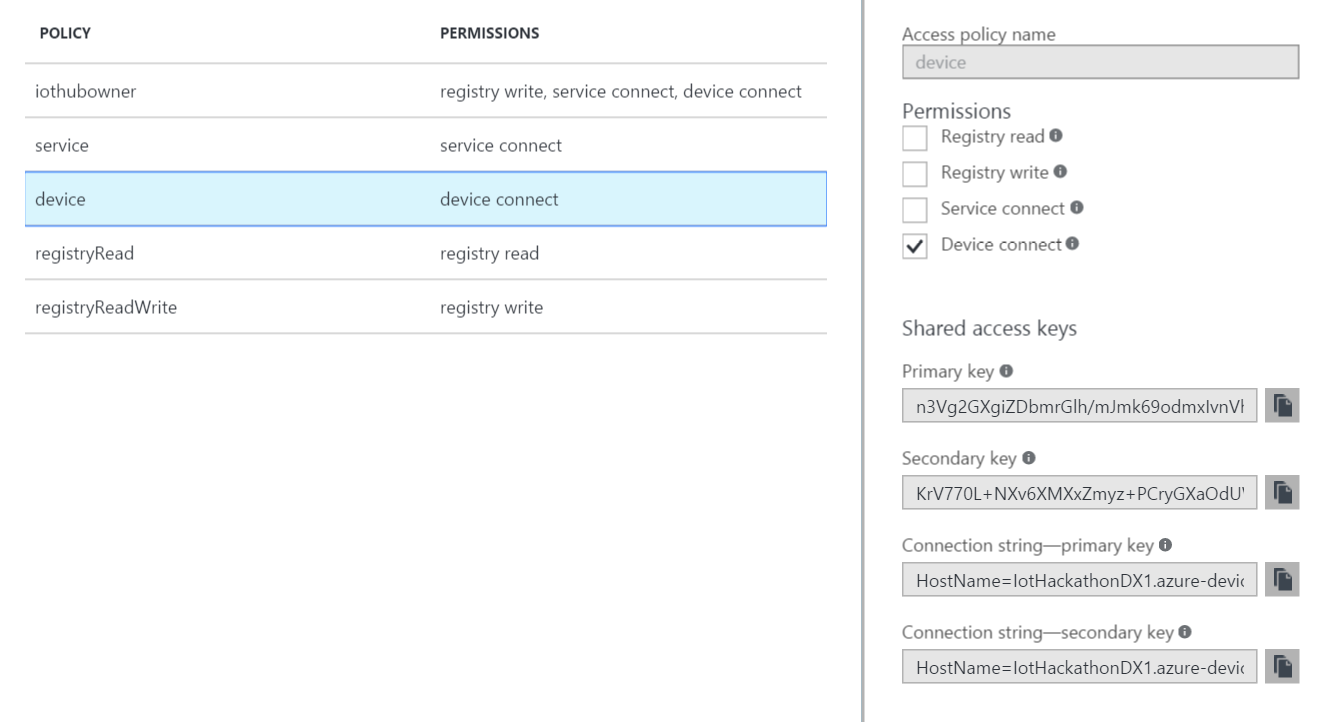 POLICY PERMISSIONS
iothubowner registry write, service connect, device connect
service service connect
device device connect
registryRead registry read
registryReadWrite registry write
Access policy name
device
Permissions
Registry read
Registry write
Service connect
Device connect
Shared access keys
Primary key
n3Vg2GXgiZDbmrGlh/mJmk69odmxIvnVh
Secondary key
KrV770L+NXv6XMXxZmyz+PCryGXaOdU
Connection string—primary key
HostName=IotHackathonDX1.azure-devic
Connection string—secondary key
HostName=IotHackathonDX1.azure-devic